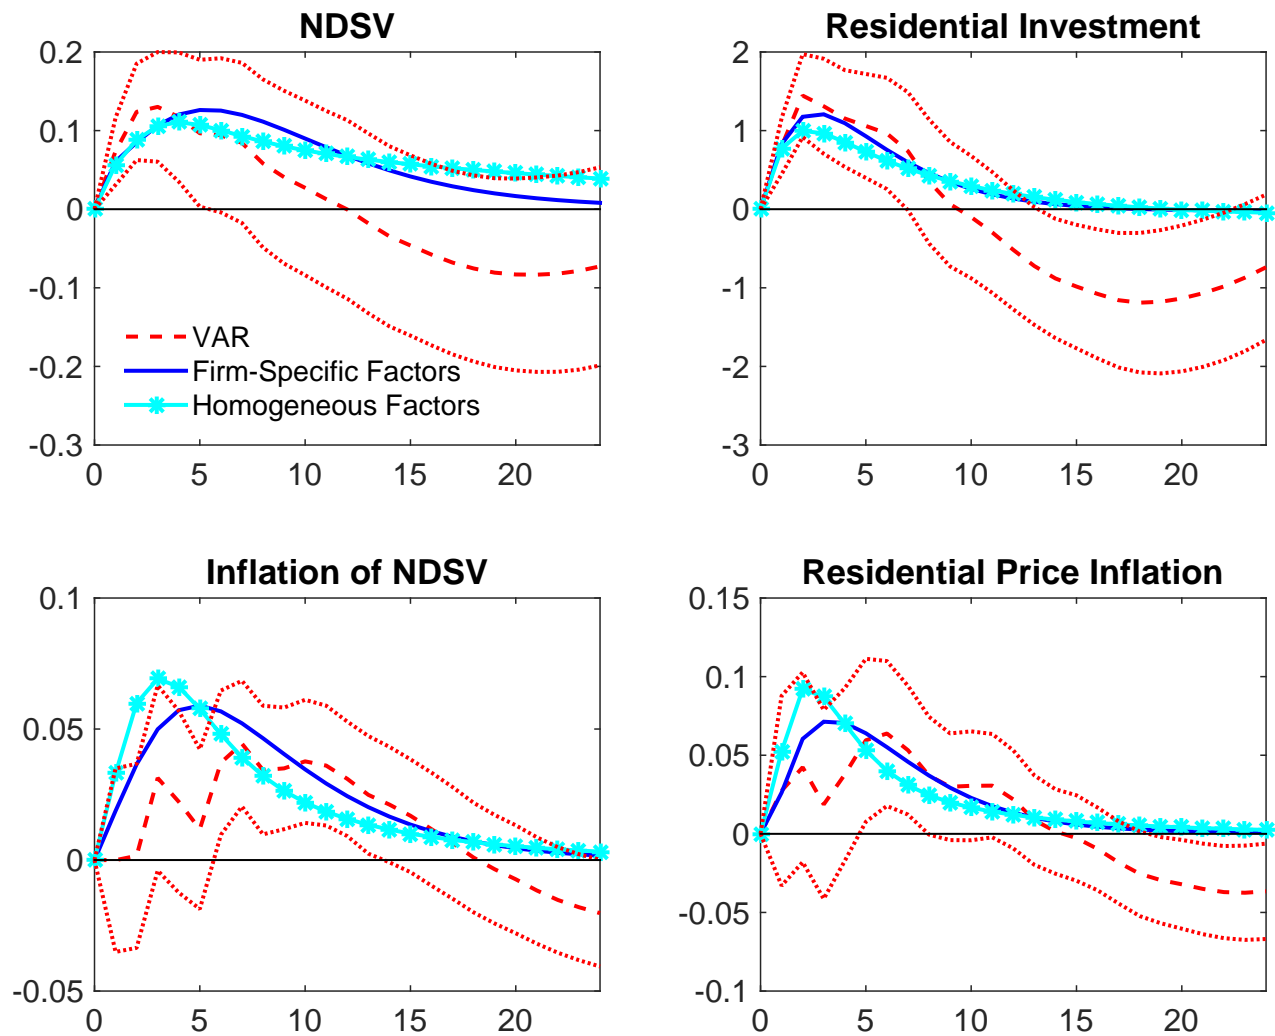 NDSV
0.2
0.1
0
-0.1
-0.2
-0.3
VAR
Firm-Specific Factors
Homogeneous Factors
0 5 10 15 20
Residential Investment
2
1
0
-1
-2
-3
0 5 10 15 20
Inflation of NDSV
0.1
0.05
0
-0.05
0 5 10 15 20
Residential Price Inflation
0.15
0.1
0.05
0
-0.05
-0.1
0 5 10 15 20